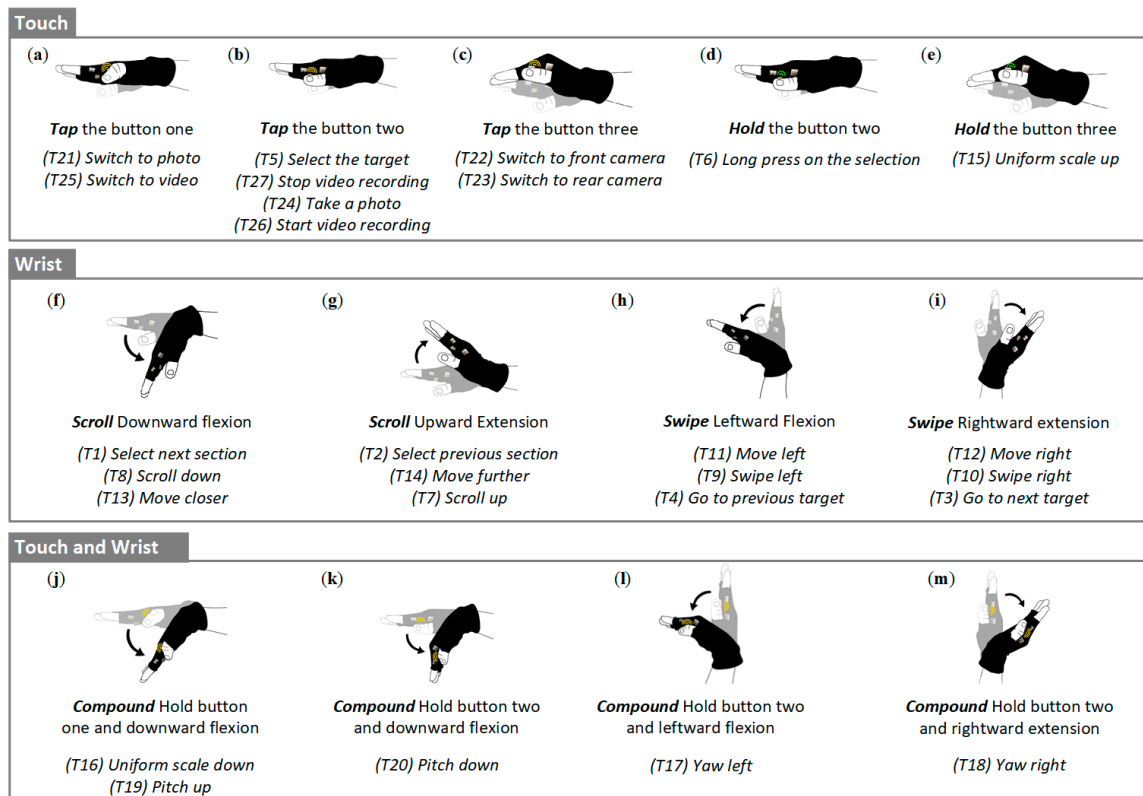 Touch
(a)
Tap the button one
(T21) Switch to photo
(T25) Switch to video
(b)
Tap the button two
(T5) Select the target
(T27) Stop video recording
(T24) Take a photo
(T26) Start video recording
(c)
Tap the button three
(T22) Switch to front camera
(T23) Switch to rear camera
(d)
Hold the button two
(T6) Long press on the selection
(e)
Hold the button three
(T15) Uniform scale up
Wrist
(f)
Scroll Downward flexion
(T1) Select next section
(T8) Scroll down
(T13) Move closer
(g)
Scroll Upward Extension
(T2) Select previous section
(T14) Move further
(T7) Scroll up
(h)
Swipe Leftward Flexion
(T11) Move left
(T9) Swipe left
(T4) Go to previous target
(i)
Swipe Rightward extension
(T12) Move right
(T10) Swipe right
(T3) Go to next target
Touch and Wrist
(j)
Compound Hold button
one and downward flexion
(T16) Uniform scale down
(T19) Pitch up
(k)
Compound Hold button two
and downward flexion
(T20) Pitch down
(l)
Compound Hold button two
and leftward flexion
(T17) Yaw left
(m)
Compound Hold button two
and rightward extension
(T18) Yaw right